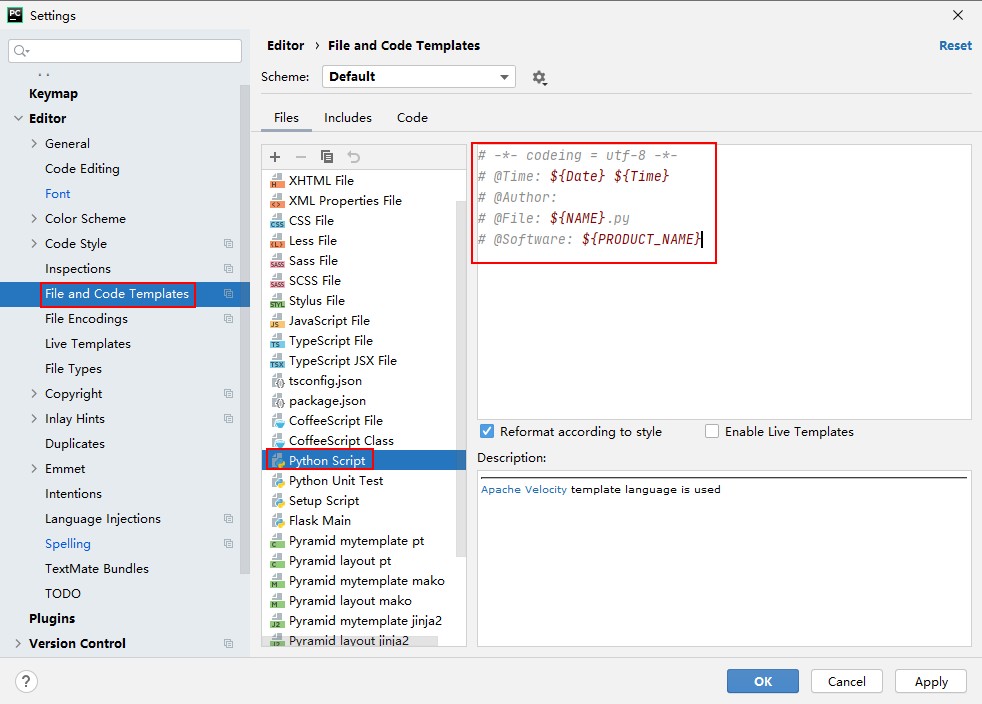 PC Settings
Editor › File and Code Templates
Reset
Scheme: Default
Keymap
Editor
General
Code Editing
Font
Color Scheme
Code Style
Inspections
File and Code Templates
File Encodings
Live Templates
File Types
Copyright
Inlay Hints
Duplicates
Emmet
Intentions
Language Injections
Spelling
TextMate Bundles
TODO
Plugins
Version Control
Files Includes Code
XHTML File
XML Properties File
CSS File
Less File
Sass File
SCSS File
Stylus File
JavaScript File
TypeScript File
TypeScript JSX File
tsconfig.json
package.json
CoffeeScript File
CoffeeScript Class
Python Script
Python Unit Test
Setup Script
Flask Main
Pyramid mytemplate pt
Pyramid layout pt
Pyramid mytemplate mako
Pyramid layout mako
Pyramid mytemplate jinja2
Pyramid layout jinja2
# -*- codeing = utf-8 -*-
# @Time: ${Date} ${Time}
# @Author:
# @File: ${NAME}.py
# @Software: ${PRODUCT_NAME}
Reformat according to style
Enable Live Templates
Description:
Apache Velocity template language is used
?
OK
Cancel
Apply